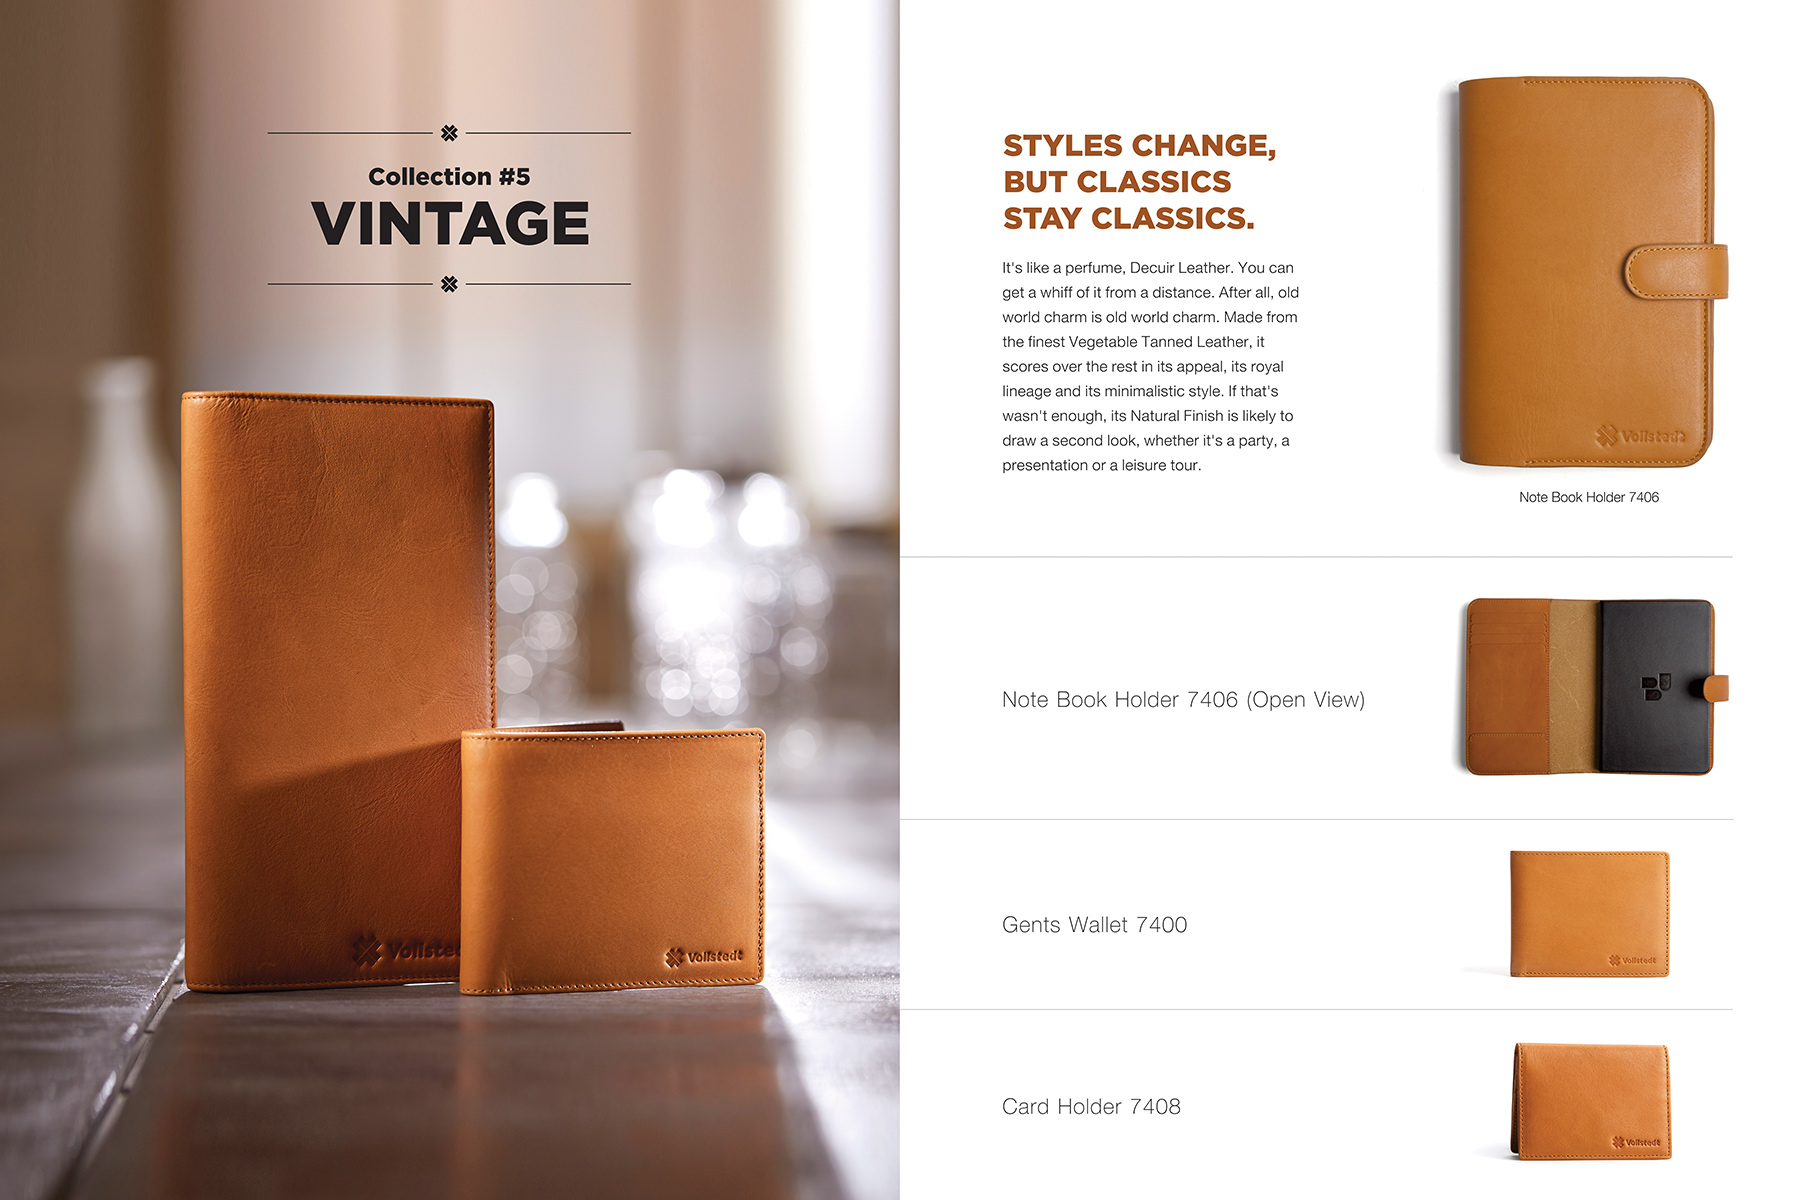 Collection #5
VINTAGE
Vollste
Vollstedt
STYLES CHANGE,
BUT CLASSICS
STAY CLASSICS.
It's like a perfume, Decuir Leather. You can
get a whiff of it from a distance. After all, old
world charm is old world charm. Made from
the finest Vegetable Tanned Leather, it
scores over the rest in its appeal, its royal
lineage and its minimalistic style. If that's
wasn't enough, its Natural Finish is likely to
draw a second look, whether it's a party, a
presentation or a leisure tour.
Vollstedt
Note Book Holder 7406
Note Book Holder 7406 (Open View)
Gents Wallet 7400
Vollstedt
Card Holder 7408
Vollstedt